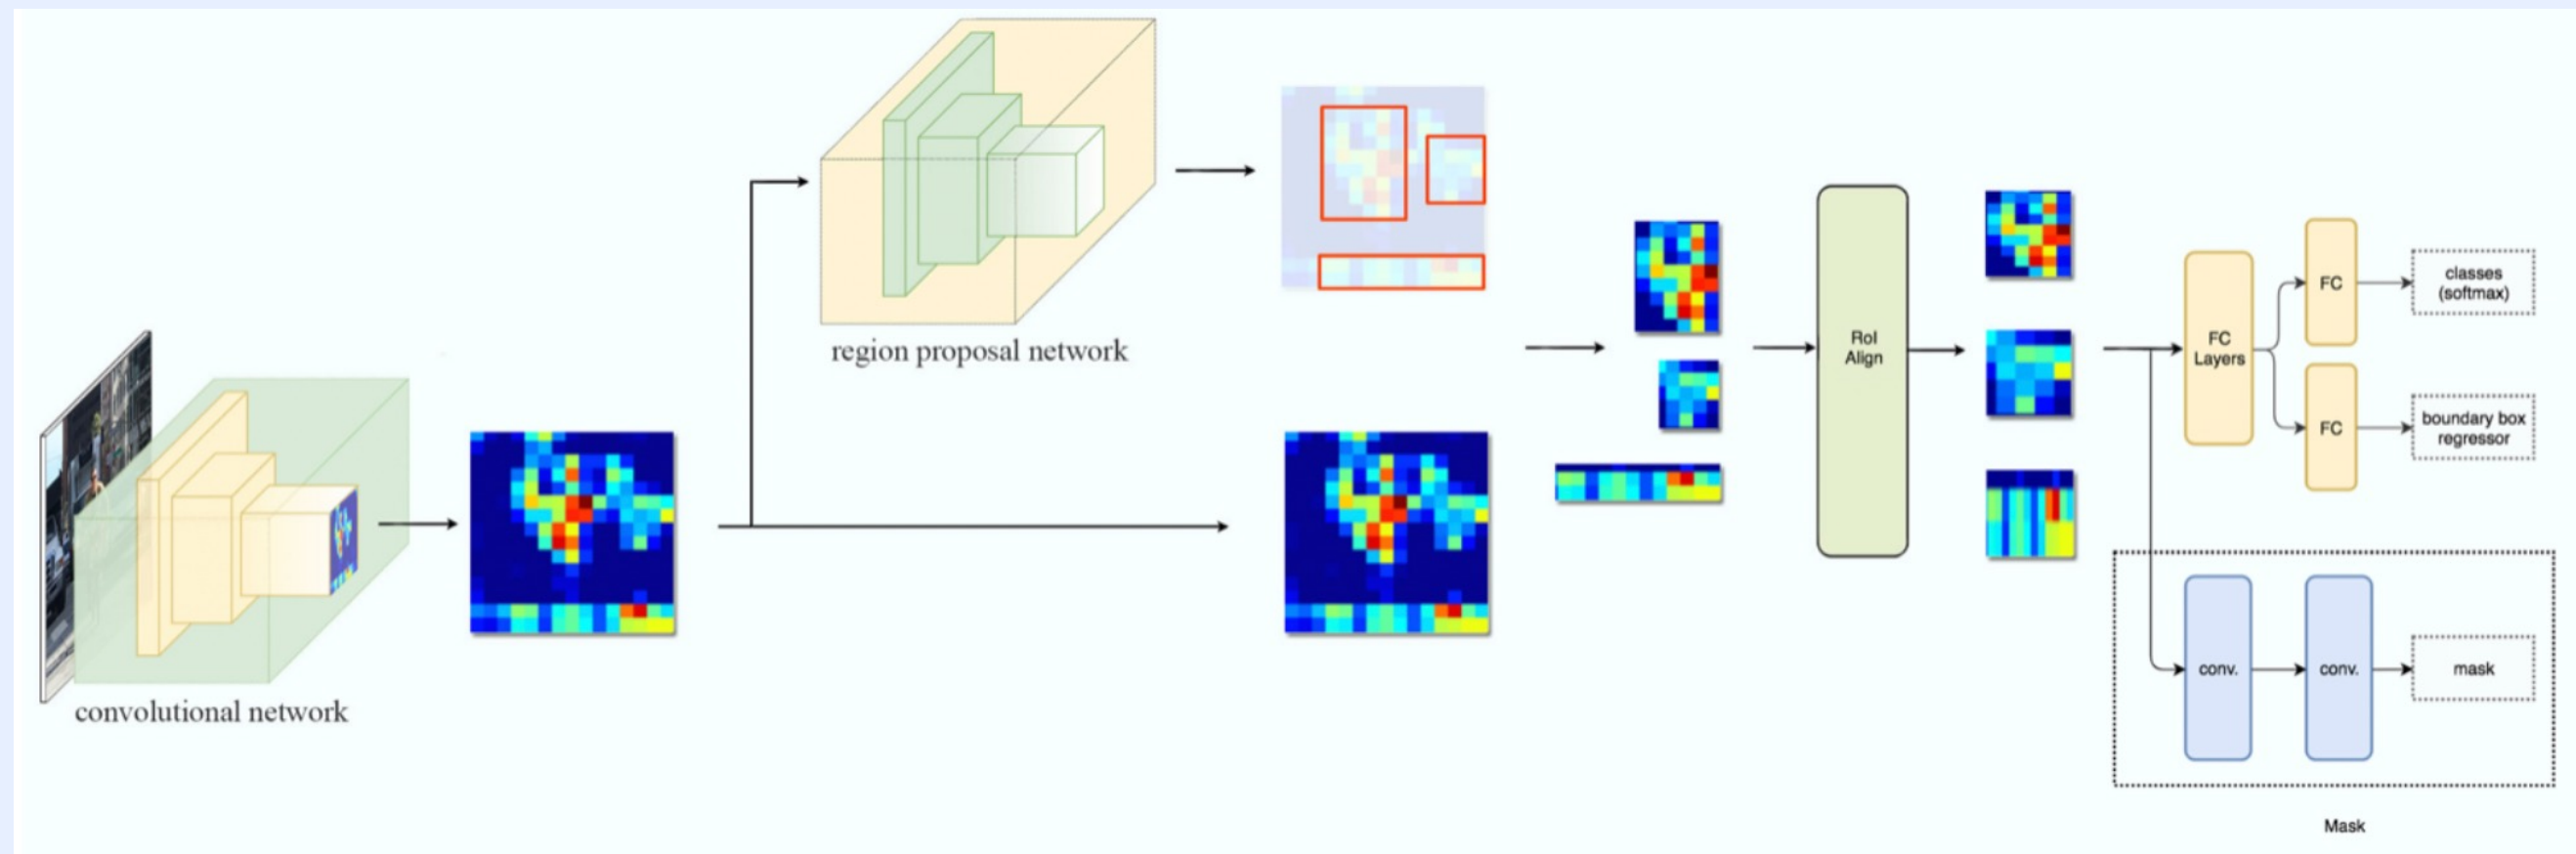 convolutional network
region proposal network
RoI
Align
FC
Layers
FC
classes
(softmax)
FC
boundary box
regressor
conv.
conv.
mask
Mask